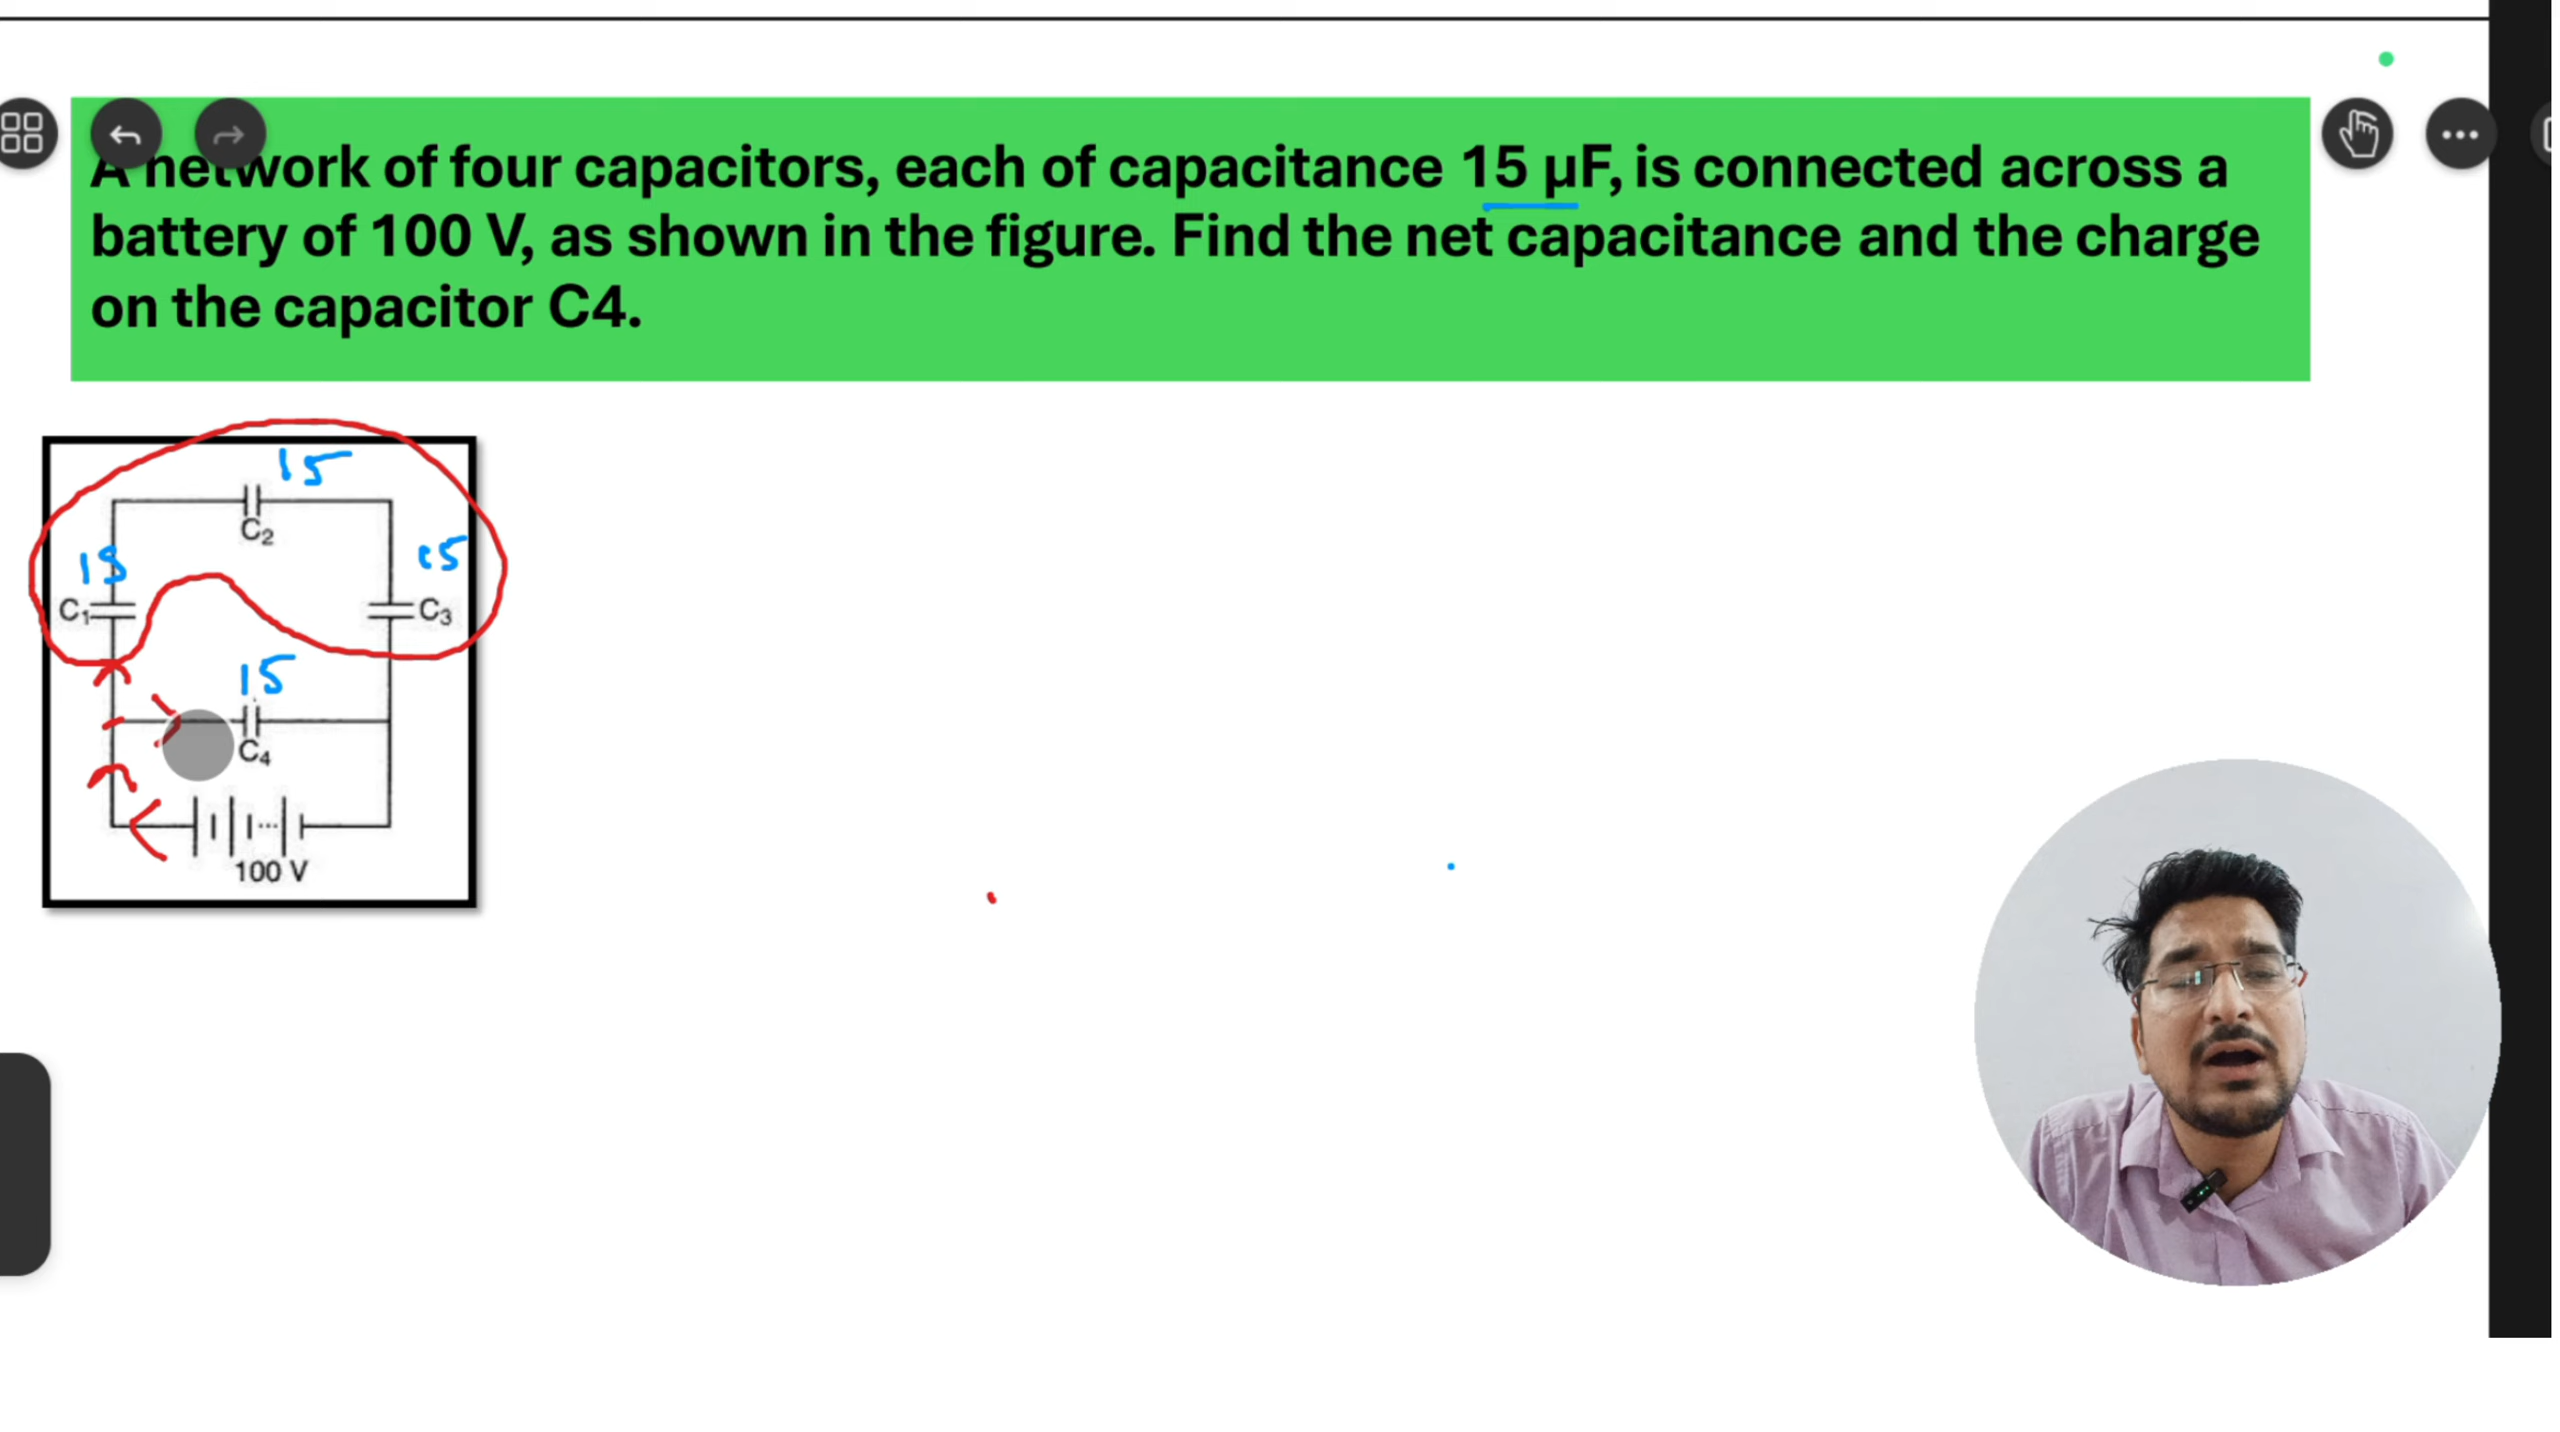 A network of four capacitors, each of capacitance 15 µF, is connected across a
battery of 100 V, as shown in the figure. Find the net capacitance and the charge
on the capacitor C4.
15
C2
15
15
C1
C3
15
C4
100 V